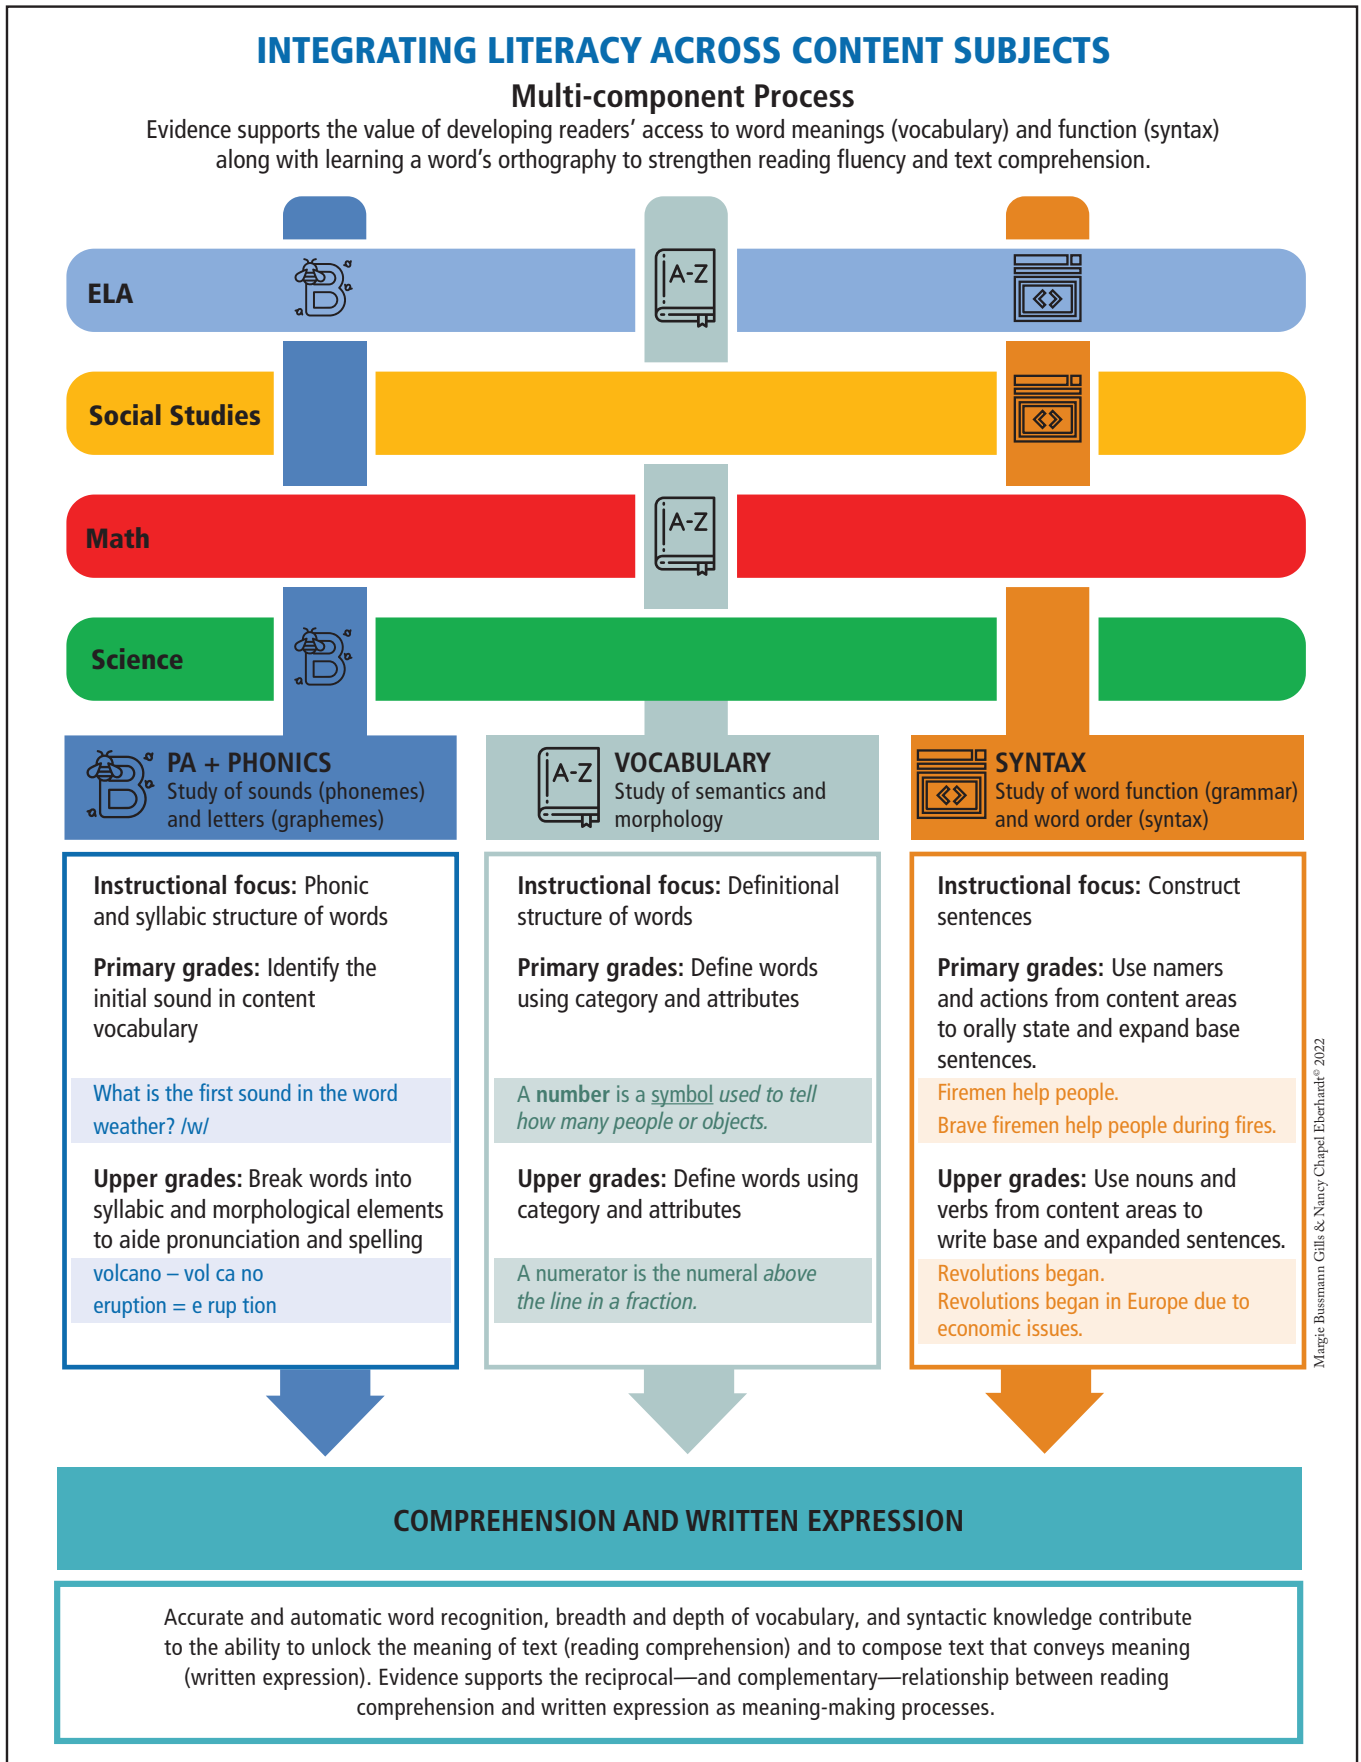 INTEGRATING LITERACY ACROSS CONTENT SUBJECTS
Multi-component Process
Evidence supports the value of developing readers’ access to word meanings (vocabulary) and function (syntax)
along with learning a word’s orthography to strengthen reading fluency and text comprehension.
ELA
B
A-Z
Social Studies
Math
A-Z
Science
B
B
PA + PHONICS
Study of sounds (phonemes)
and letters (graphemes)
Instructional focus: Phonic
and syllabic structure of words
Primary grades: Identify the
initial sound in content
vocabulary
What is the first sound in the word
weather? /w/
Upper grades: Break words into
syllabic and morphological elements
to aide pronunciation and spelling
volcano – vol ca no
eruption = e rup tion
A-Z
VOCABULARY
Study of semantics and
morphology
Instructional focus: Definitional
structure of words
Primary grades: Define words
using category and attributes
A number is a symbol used to tell
how many people or objects.
Upper grades: Define words using
category and attributes
A numerator is the numeral above
the line in a fraction.
SYNTAX
Study of word function (grammar)
and word order (syntax)
Instructional focus: Construct
sentences
Primary grades: Use namers
and actions from content areas
to orally state and expand base
sentences.
Firemen help people.
Brave firemen help people during fires.
Upper grades: Use nouns and
verbs from content areas to
write base and expanded sentences.
Revolutions began.
Revolutions began in Europe due to
economic issues.
Margie Bussmann Gills & Nancy Chapel Eberhardt© 2022
COMPREHENSION AND WRITTEN EXPRESSION
Accurate and automatic word recognition, breadth and depth of vocabulary, and syntactic knowledge contribute
to the ability to unlock the meaning of text (reading comprehension) and to compose text that conveys meaning
(written expression). Evidence supports the reciprocal—and complementary—relationship between reading
comprehension and written expression as meaning-making processes.